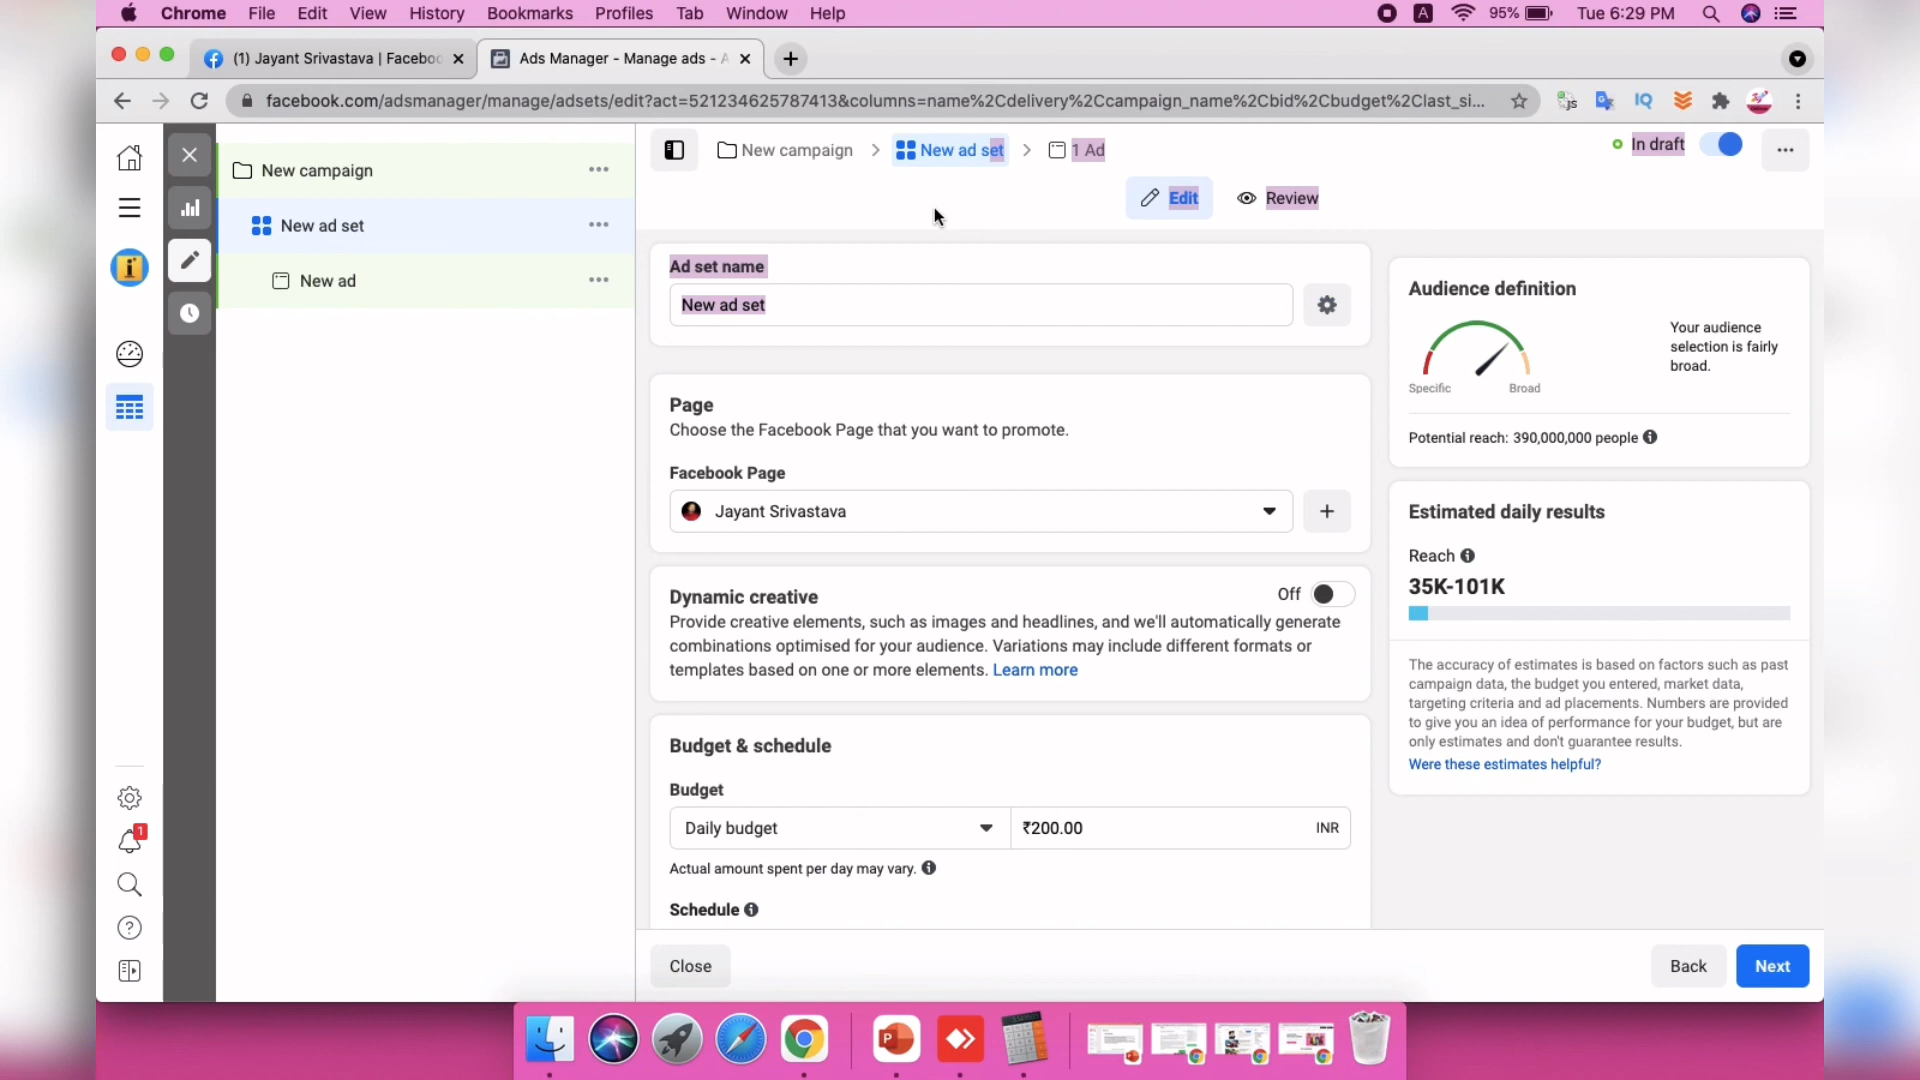 Chrome File Edit View History Bookmarks Profiles Tab Window Help
A 95% Tue 6:29 PM
(1) Jayant Srivastava | Faceboo
Ads Manager - Manage ads - A
facebook.com/adsmanager/manage/adsets/edit?act=521234625787413&columns=name%2Cdelivery%2Ccampaign_name%2Cbid%2Cbudget%2Clast_si...
IQ
New campaign
New ad set
New ad
1
New campaign > New ad set > 1 Ad
In draft
Edit
Review
Ad set name
New ad set
Page
Choose the Facebook Page that you want to promote.
Facebook Page
Jayant Srivastava
Dynamic creative
Off
Provide creative elements, such as images and headlines, and we'll automatically generate
combinations optimised for your audience. Variations may include different formats or
templates based on one or more elements. Learn more
Budget & schedule
Budget
Daily budget
₹200.00
INR
Actual amount spent per day may vary.
Schedule
Close
Back
Next
Audience definition
Your audience
selection is fairly
broad.
Specific
Broad
Potential reach: 390,000,000 people
Estimated daily results
Reach
35K-101K
The accuracy of estimates is based on factors such as past
campaign data, the budget you entered, market data,
targeting criteria and ad placements. Numbers are provided
to give you an idea of performance for your budget, but are
only estimates and don't guarantee results.
Were these estimates helpful?